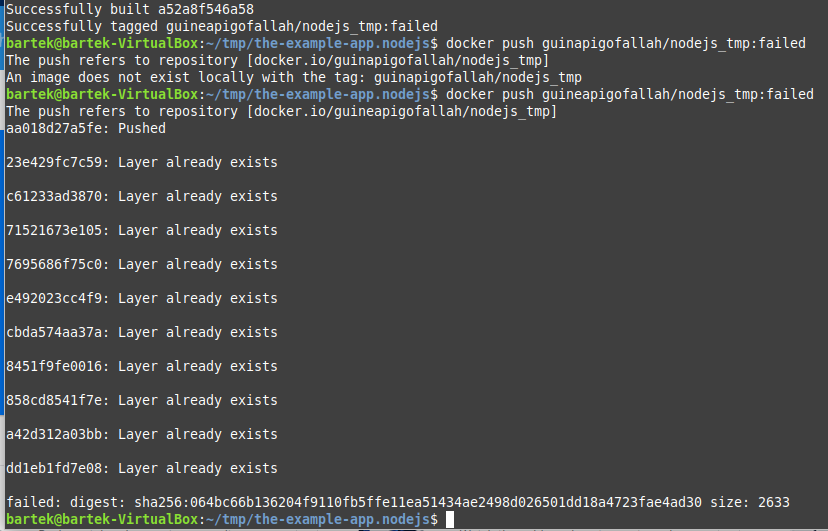 Successfully built a52a8f546a58
Successfully tagged guineapigofallah/nodejs_tmp:failed
bartek@bartek-VirtualBox:~/tmp/the-example-app.nodejs$ docker push guinapigofallah/nodejs_tmp:failed
The push refers to repository [docker.io/guinapigofallah/nodejs_tmp]
An image does not exist locally with the tag: guinapigofallah/nodejs_tmp
bartek@bartek-VirtualBox:~/tmp/the-example-app.nodejs$ docker push guineapigofallah/nodejs_tmp:failed
The push refers to repository [docker.io/guineapigofallah/nodejs_tmp]
aa018d27a5fe: Pushed
23e429fc7c59: Layer already exists
c61233ad3870: Layer already exists
71521673e105: Layer already exists
7695686f75c0: Layer already exists
e492023cc4f9: Layer already exists
cbda574aa37a: Layer already exists
8451f9fe0016: Layer already exists
858cd8541f7e: Layer already exists
a42d312a03bb: Layer already exists
dd1eb1fd7e08: Layer already exists
failed: digest: sha256:064bc66b136204f9110fb5ffe11ea51434ae2498d026501dd18a4723fae4ad30 size: 2633
bartek@bartek-VirtualBox:~/tmp/the-example-app.nodejs$